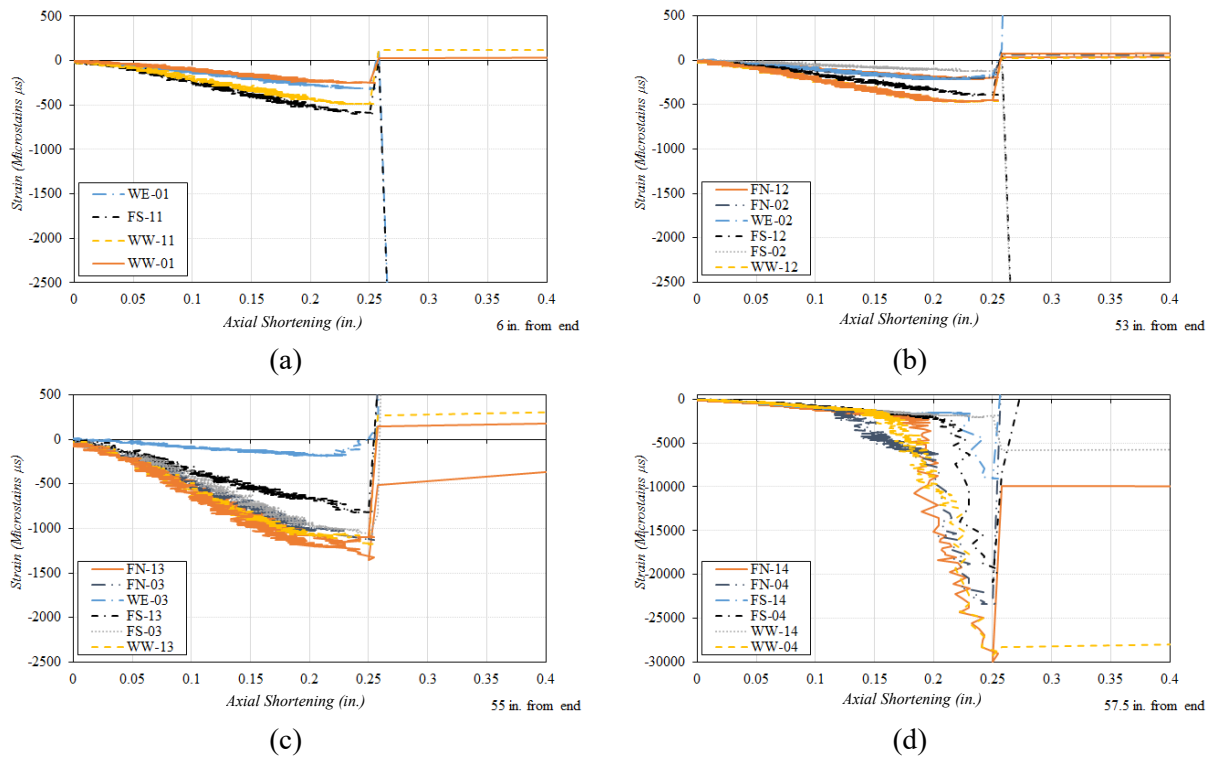 500
0
-500
-1000
-1500
-2000
-2500
Strain (Microstains µs)
WE-01
FS-11
WW-11
WW-01
0 0.05 0.1 0.15 0.2 0.25 0.3 0.35 0.4
Axial Shortening (in.)
6 in. from end
(a)
500
0
-500
-1000
-1500
-2000
-2500
Strain (Microstains µs)
FN-12
FN-02
WE-02
FS-12
FS-02
WW-12
0 0.05 0.1 0.15 0.2 0.25 0.3 0.35 0.4
Axial Shortening (in.)
53 in. from end
(b)
500
0
-500
-1000
-1500
-2000
-2500
Strain (Microstains µs)
FN-13
FN-03
WE-03
FS-13
FS-03
WW-13
0 0.05 0.1 0.15 0.2 0.25 0.3 0.35 0.4
Axial Shortening (in.)
55 in. from end
(c)
0
-5000
-10000
-15000
-20000
-25000
-30000
Strain (Microstains µs)
FN-14
FN-04
FS-14
FS-04
WW-14
WW-04
0 0.05 0.1 0.15 0.2 0.25 0.3 0.35 0.4
Axial Shortening (in.)
57.5 in. from end
(d)